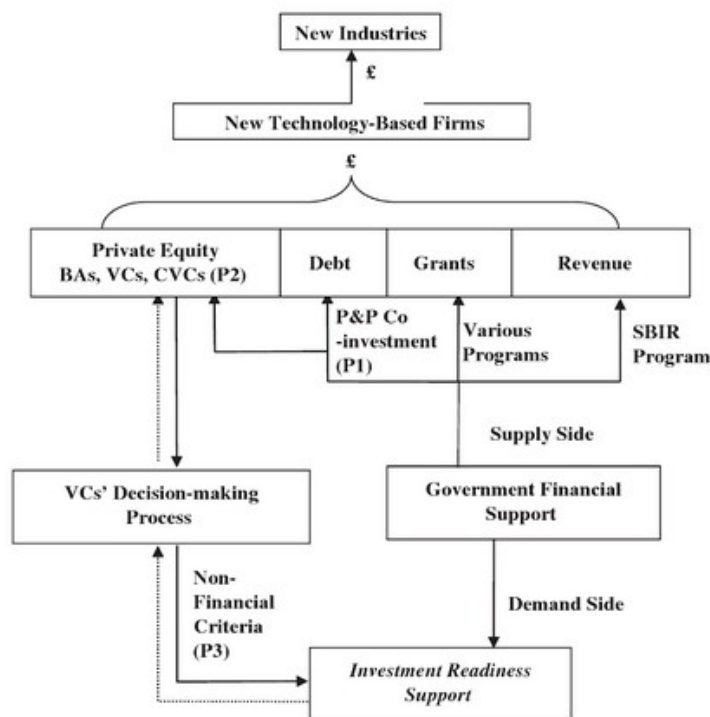 New Industries
£
New Technology-Based Firms
£
Private Equity
BAs, VCs, CVCs (P2)
Debt
Grants
Revenue
P&P Co
-investment
(P1)
Various
Programs
SBIR
Program
Supply Side
VCs’ Decision-making
Process
Government Financial
Support
Non-
Financial
Criteria
(P3)
Demand Side
Investment Readiness
Support